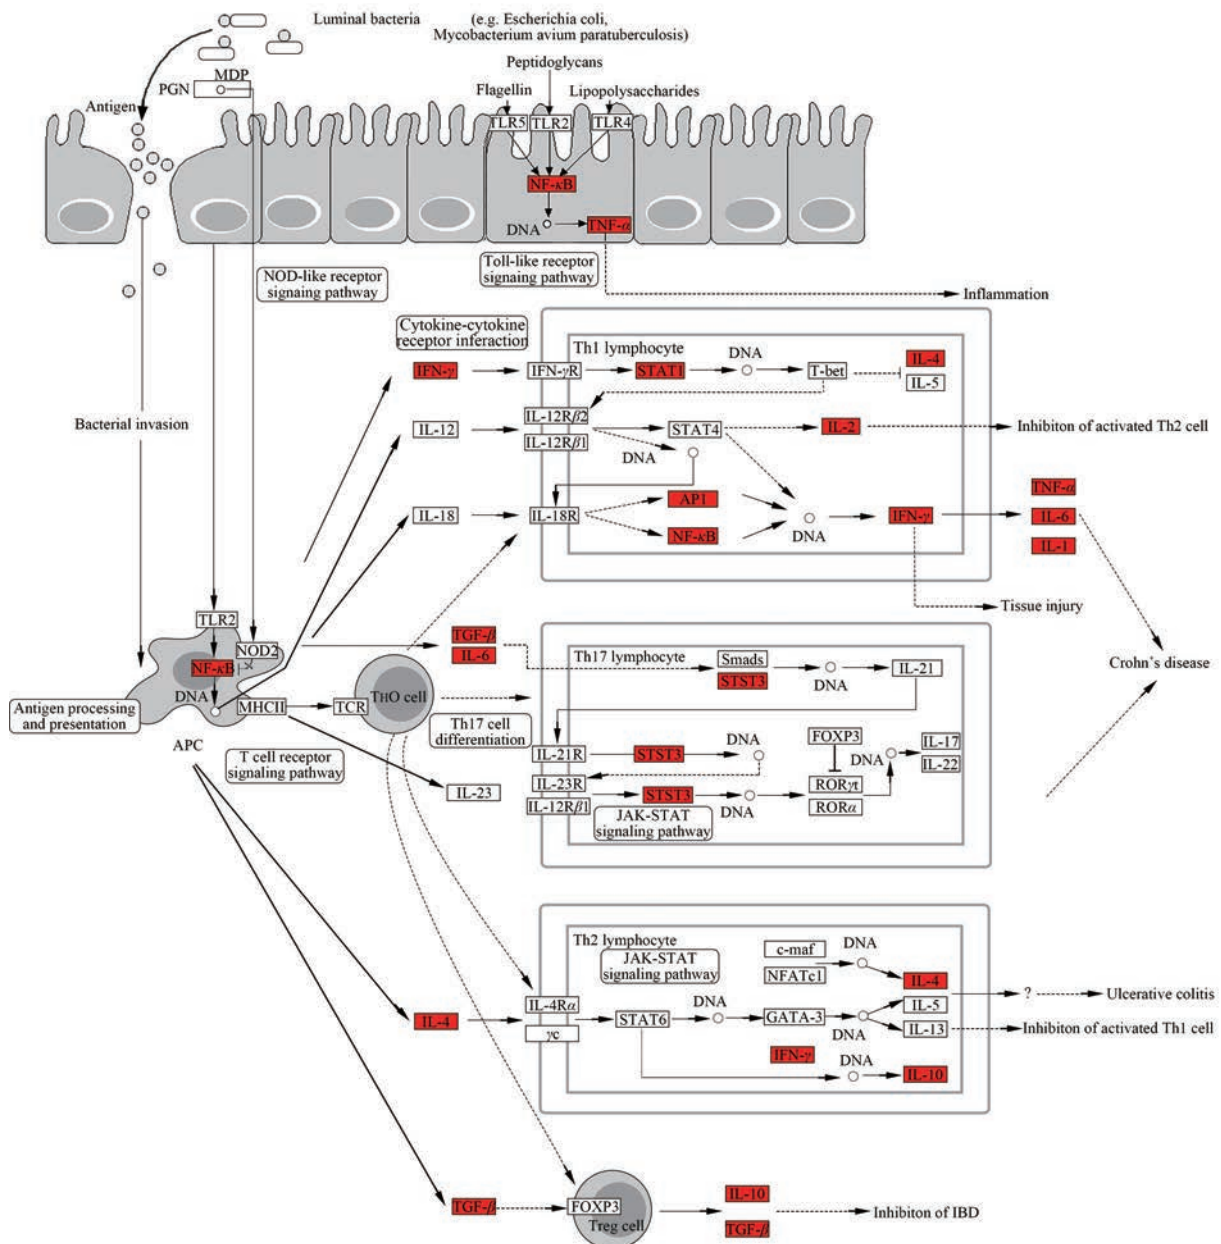 Luminal bacteria
(e.g. Escherichia coli,
Mycobacterium avium paratuberculosis)
Peptidoglycans
MDP
PGN
Flagellin
Lipopolysaccharides
Antigen
TLR5
TLR2
TLR4
NF-κB
DNA
TNF-α
NOD-like receptor
signaing pathway
Toll-like receptor
signaing pathway
Inflammation
Cytokine-cytokine
receptor inferaction
Th1 lymphocyte
DNA
IFN-γ
IFN-γR
STAT1
T-bet
IL-4
IL-5
Bacterial invasion
IL-12
IL-12Rβ2
IL-12Rβ1
STAT4
IL-2
Inhibiton of activated Th2 cell
DNA
IL-18
IL-18R
AP1
NF-κB
DNA
IFN-γ
TNF-α
IL-6
IL-1
Tissue injury
TLR2
NOD2
NF-κB
DNA
MHCII
TCR
THO cell
TGF-β
IL-6
Th17 lymphocyte
Smads
STST3
DNA
IL-21
Crohn's disease
Antigen processing
and presentation
APC
T cell receptor
signaling pathway
Th17 cell
differentiation
IL-21R
STST3
DNA
FOXP3
DNA
IL-17
IL-22
IL-23
IL-23R
IL-12Rβ1
STST3
DNA
RORγt
RORα
JAK-STAT
signaling pathway
Th2 lymphocyte
JAK-STAT
signaling pathway
c-maf
NFATc1
DNA
IL-4
IL-4
IL-4Rα
γc
STAT6
DNA
GATA-3
DNA
IL-5
IL-13
?
Ulcerative colitis
Inhibiton of activated Th1 cell
IFN-γ
DNA
IL-10
TGF-β
FOXP3
Treg cell
IL-10
TGF-β
Inhibiton of IBD